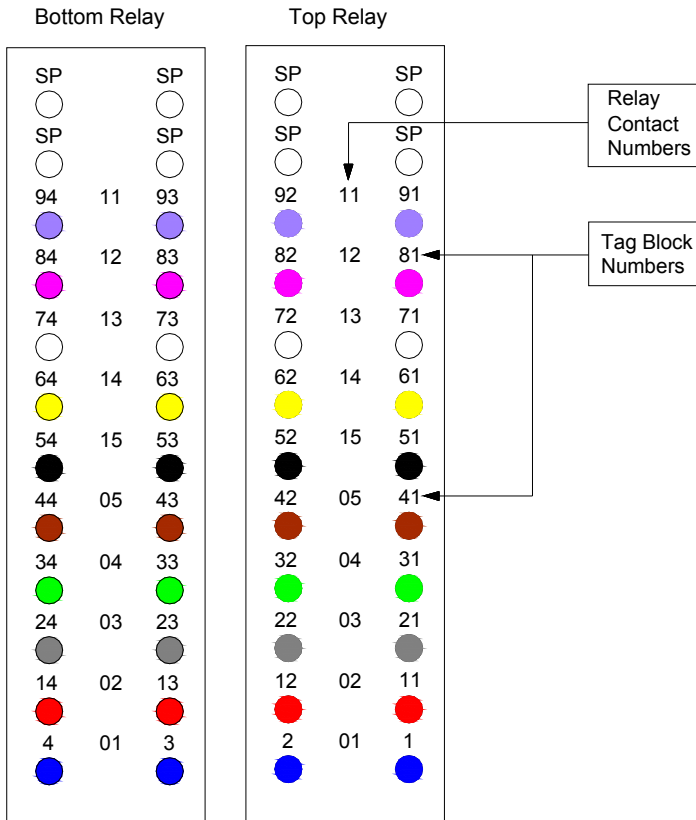 Bottom Relay Top Relay
SP SP SP SP
Relay
Contact
Numbers
SP SP SP SP
94 11 93 92 11 91
Tag Block
Numbers
84 12 83 82 12 81
74 13 73 72 13 71
64 14 63 62 14 61
54 15 53 52 15 51
44 05 43 42 05 41
34 04 33 32 04 31
24 03 23 22 03 21
14 02 13 12 02 11
4 01 3 2 01 1